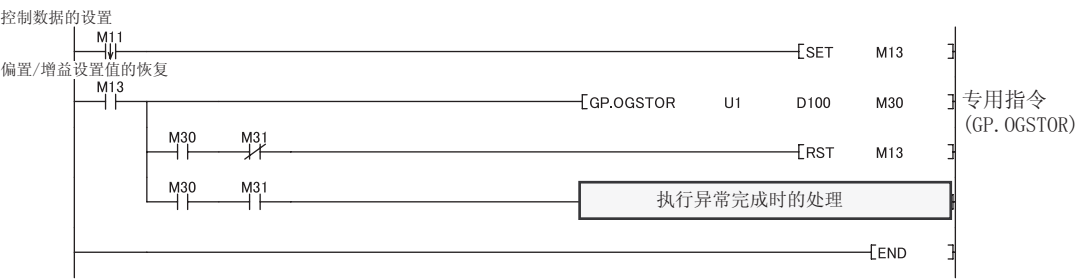 控制数据的设置
M11
SET M13
偏置/增益设置值的恢复
M13
GP.OGSTOR U1 D100 M30
专用指令
(GP.OGSTOR)
M30 M31
RST M13
M30 M31
执行异常完成时的处理
END